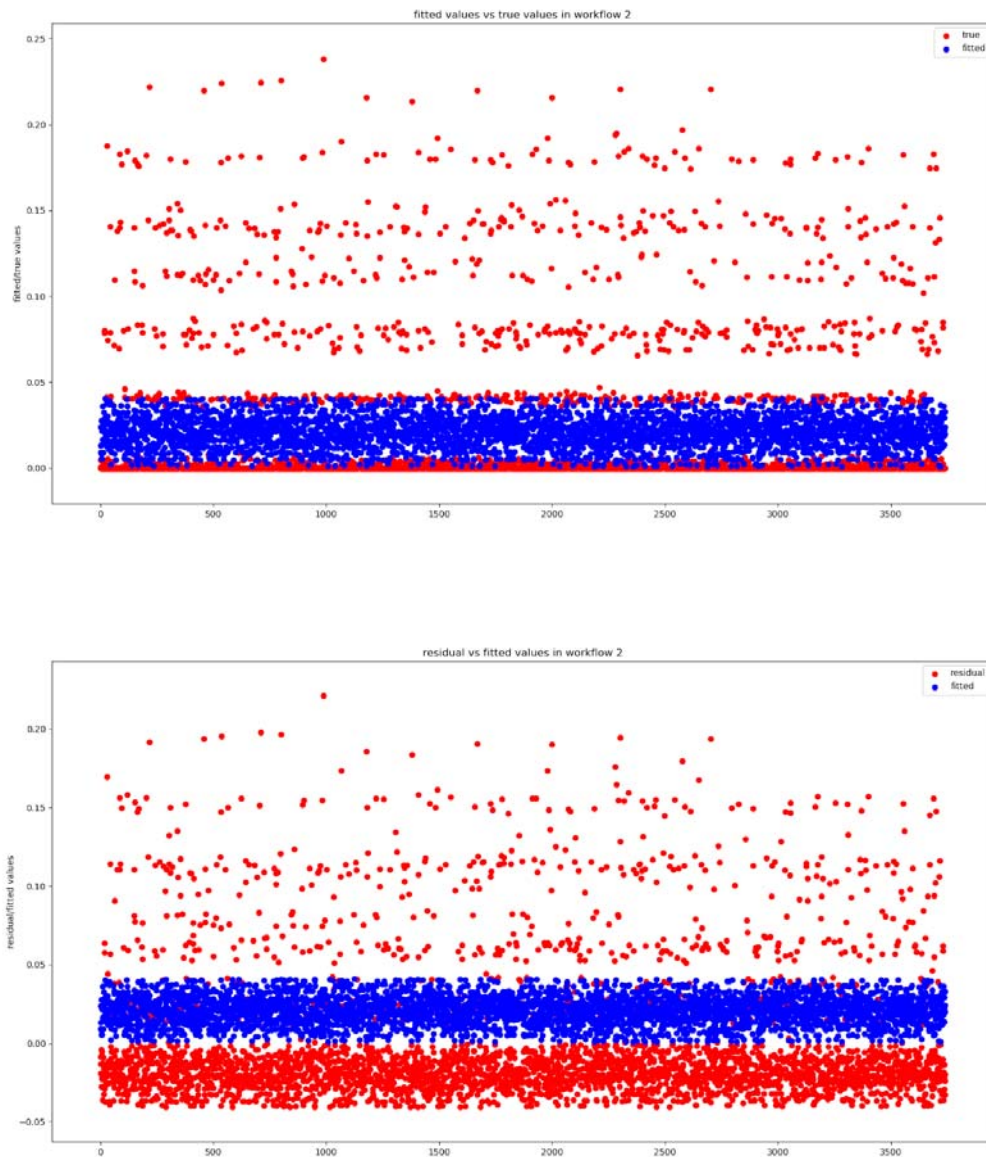 fitted values vs true values in workflow 2
true
fitted
fitted/true values
0.25
0.20
0.15
0.10
0.05
0.00
0 500 1000 1500 2000 2500 3000 3500
residual vs fitted values in workflow 2
residual
fitted
residual/fitted values
0.20
0.15
0.10
0.05
0.00
−0.05
0 500 1000 1500 2000 2500 3000 3500